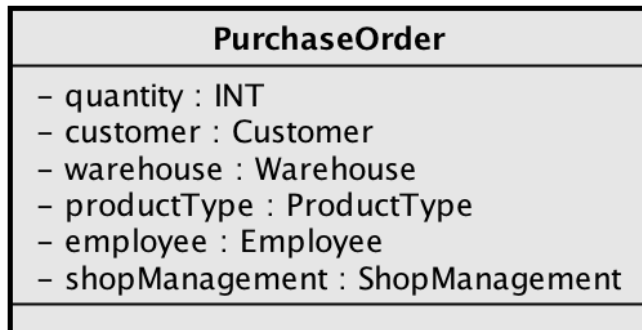 PurchaseOrder
– quantity : INT
– customer : Customer
– warehouse : Warehouse
– productType : ProductType
– employee : Employee
– shopManagement : ShopManagement